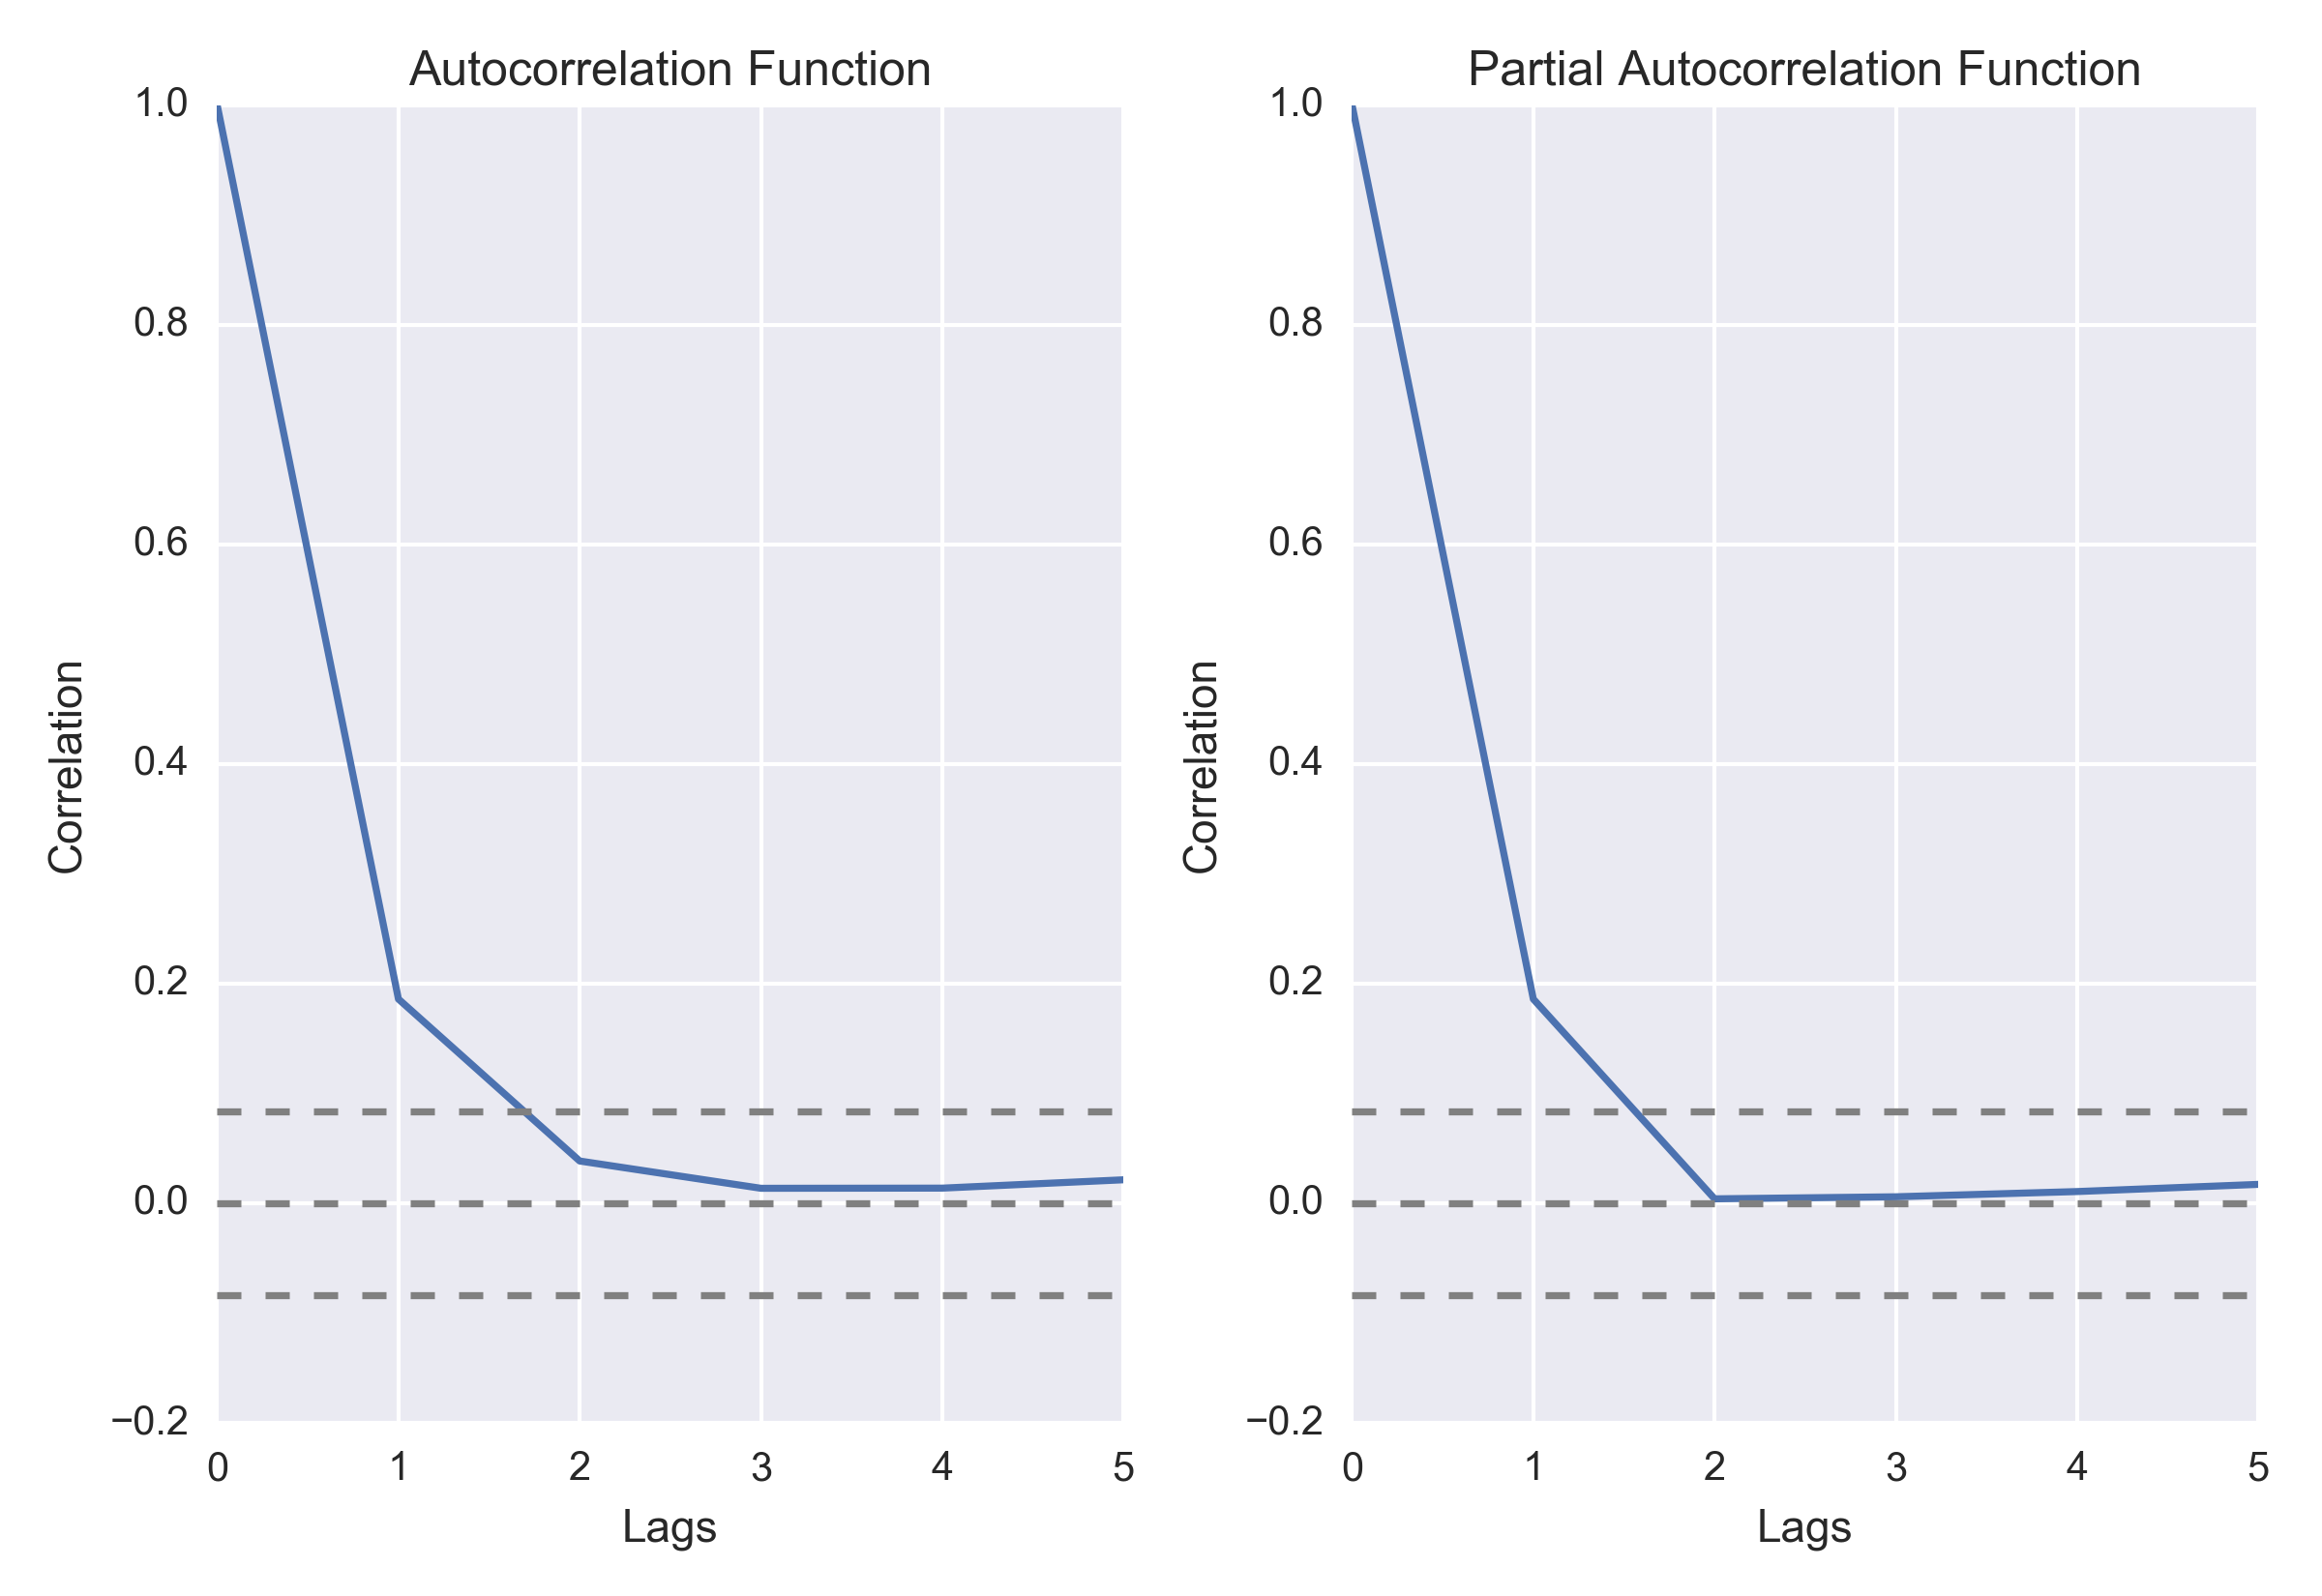 Autocorrelation Function
1.0
0.8
0.6
0.4
0.2
0.0
−0.2
Correlation
0 1 2 3 4 5
Lags
Partial Autocorrelation Function
1.0
0.8
0.6
0.4
0.2
0.0
−0.2
Correlation
0 1 2 3 4 5
Lags